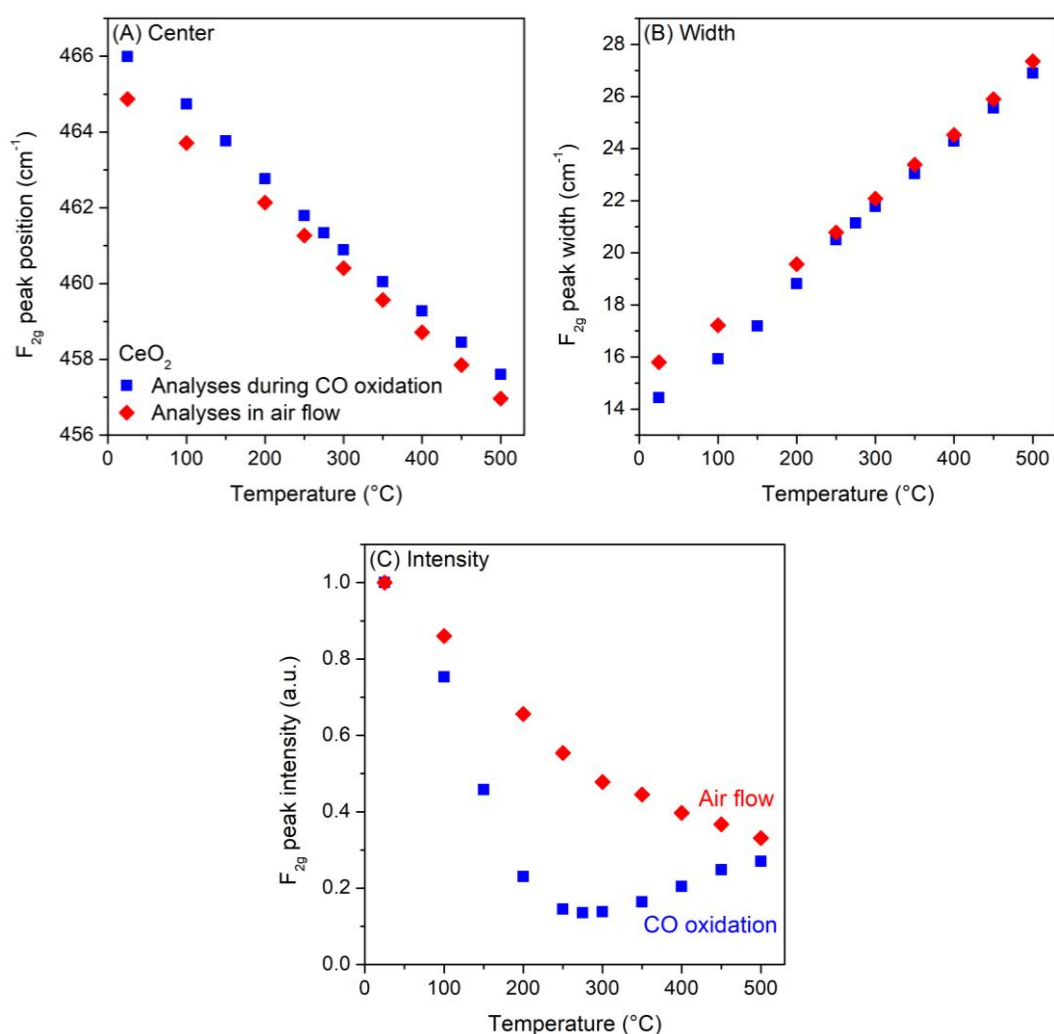 (A) Center
466
464
462
460
458
456
F2g peak position (cm-1)
CeO2
Analyses during CO oxidation
Analyses in air flow
0 100 200 300 400 500
Temperature (°C)
(B) Width
28
26
24
22
20
18
16
14
F2g peak width (cm-1)
0 100 200 300 400 500
Temperature (°C)
(C) Intensity
1.0
0.8
0.6
0.4
0.2
0.0
F2g peak intensity (a.u.)
Air flow
CO oxidation
0 100 200 300 400 500
Temperature (°C)